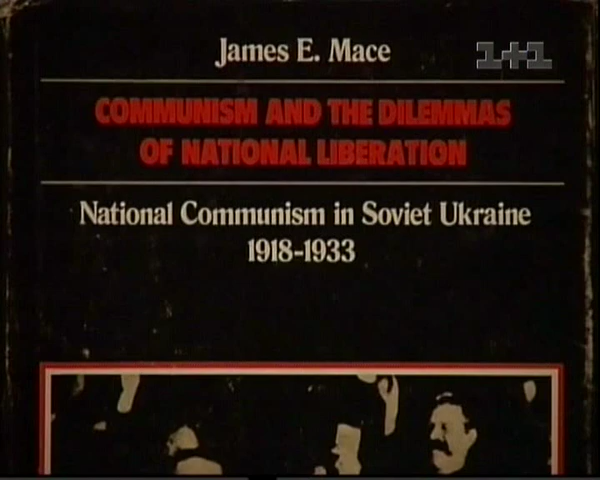 James E. Mace
1+1
COMMUNISM AND THE DILEMMAS
OF NATIONAL LIBERATION
National Communism in Soviet Ukraine
1918-1933